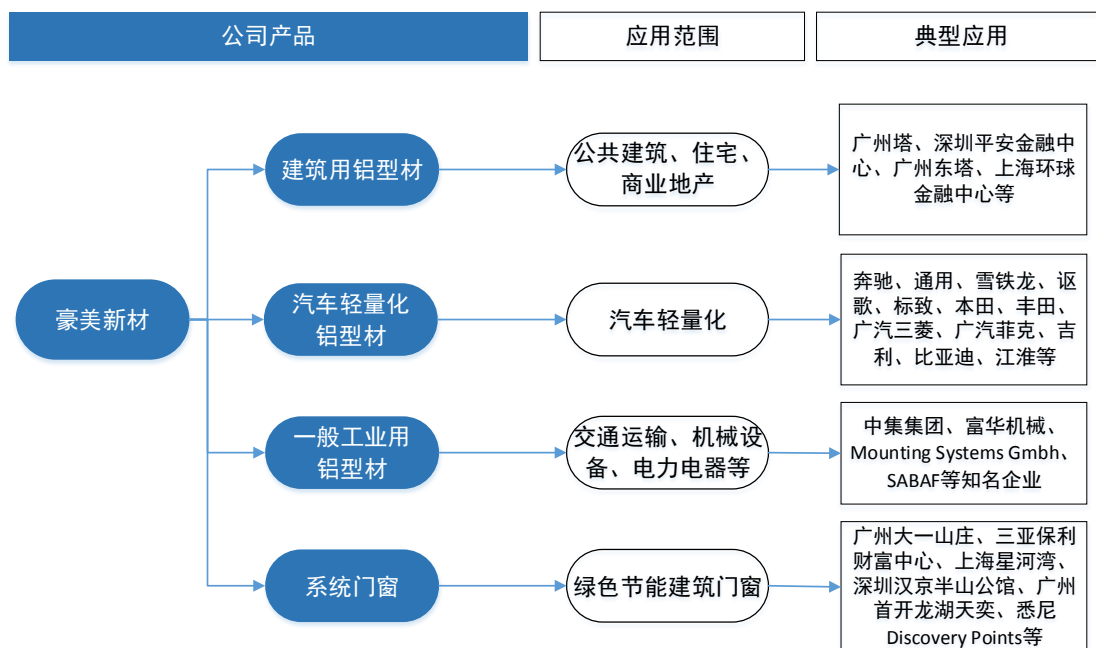 公司产品
应用范围
典型应用
豪美新材
建筑用铝型材
公共建筑、住宅、
商业地产
广州塔、深圳平安金融中
心、广州东塔、上海环球
金融中心等
汽车轻量化
铝型材
汽车轻量化
奔驰、通用、雪铁龙、讴
歌、标致、本田、丰田、
广汽三菱、广汽菲克、吉
利、比亚迪、江淮等
一般工业用
铝型材
交通运输、机械设
备、电力电器等
中集集团、富华机械、
Mounting Systems Gmbh、
SABAF等知名企业
系统门窗
绿色节能建筑门窗
广州大一山庄、三亚保利
财富中心、上海星河湾、
深圳汉京半山公馆、广州
首开龙湖天奕、悉尼
Discovery Points等